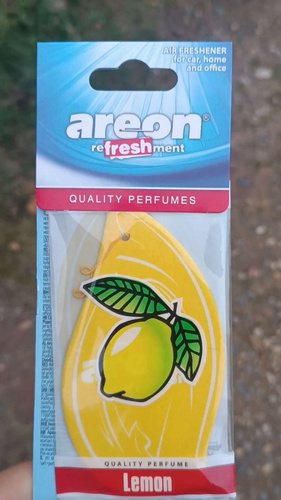 AIR FRESHENER
for car, home
and office
areon®
refreshment
QUALITY PERFUMES
QUALITY PERFUME
Lemon